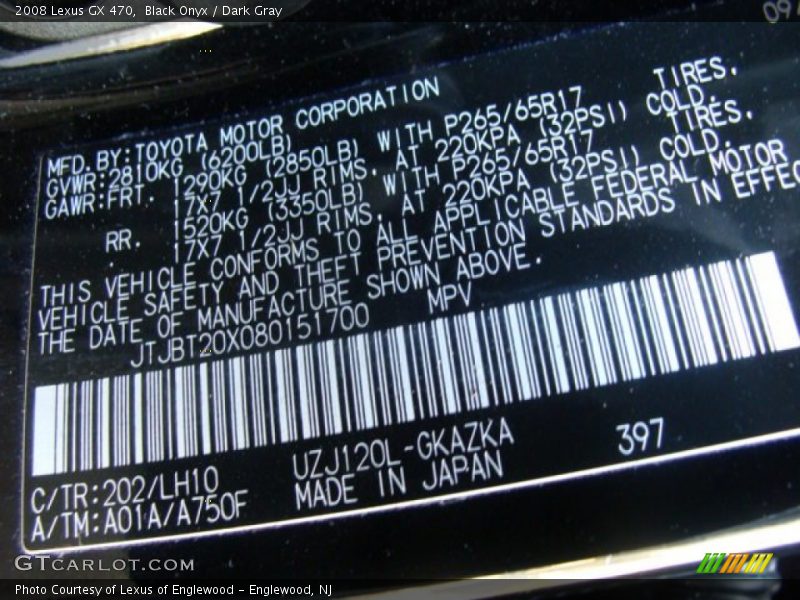 2008 Lexus GX 470, Black Onyx / Dark Gray
MFD.BY:TOYOTA MOTOR CORPORATION
GVWR:2810KG (6200LB)
GAWR:FRT. 1290KG (2850LB) WITH P265/65R17 TIRES,
17X7 1/2JJ RIMS, AT 220KPA (32PSI) COLD.
RR. 1520KG (3350LB) WITH P265/65R17 TIRES,
17X7 1/2JJ RIMS, AT 220KPA (32PSI) COLD.
THIS VEHICLE CONFORMS TO ALL APPLICABLE FEDERAL MOTOR
VEHICLE SAFETY AND THEFT PREVENTION STANDARDS IN EFFEC
THE DATE OF MANUFACTURE SHOWN ABOVE.
JTJBT20X080151700 MPV
C/TR:202/LH10 UZJ120L-GKAZKA 397
A/TM:A01A/A750F MADE IN JAPAN
GTCARLOT.COM
Photo Courtesy of Lexus of Englewood – Englewood, NJ